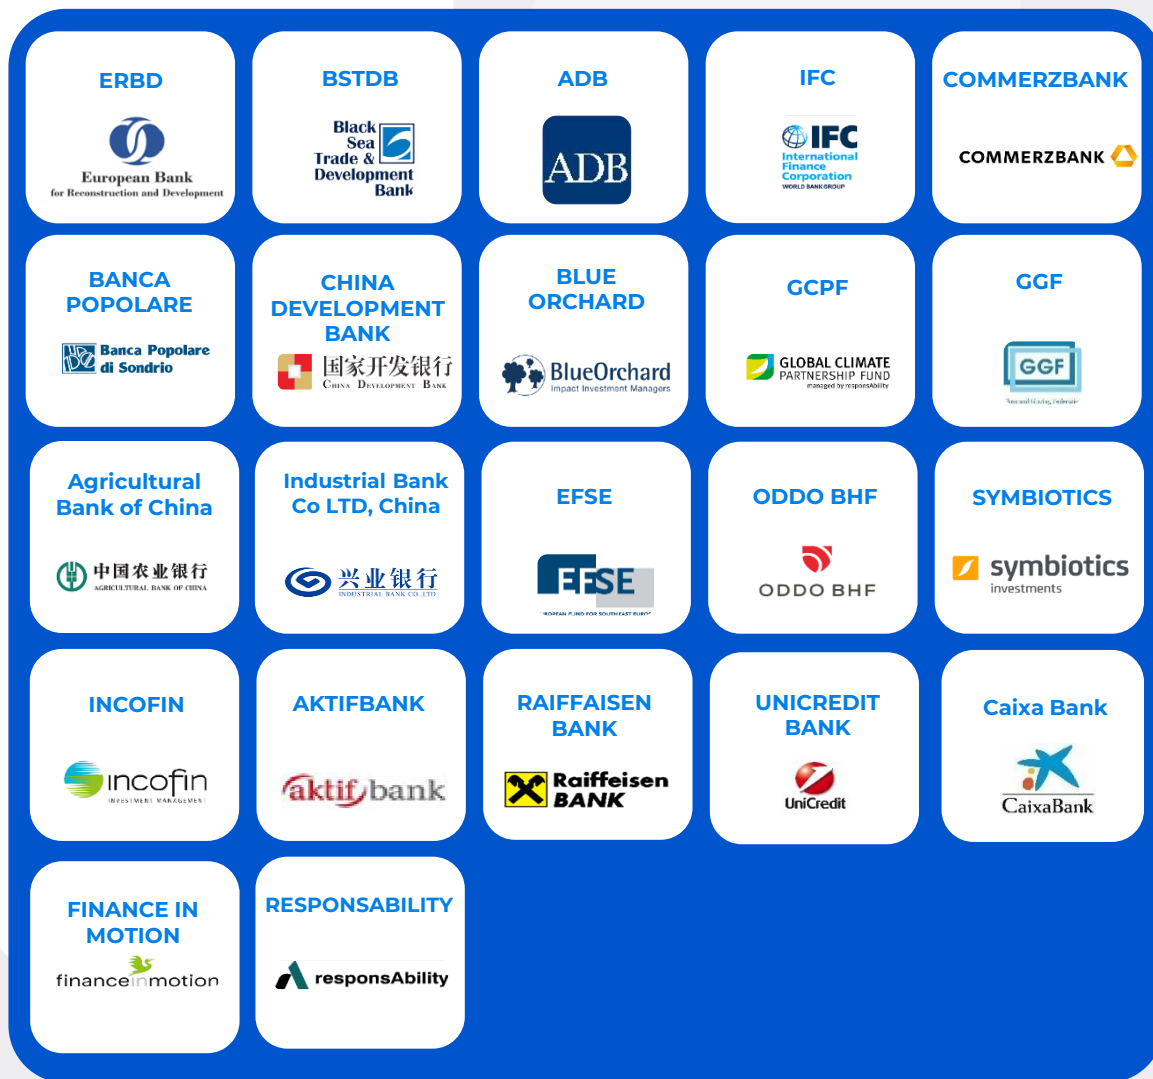 ERBD
European Bank
for Reconstruction and Development
BSTDB
Black
Sea
Trade &
Development
Bank
ADB
ADB
IFC
IFC
International
Finance
Corporation
WORLD BANK GROUP
COMMERZBANK
COMMERZBANK
BANCA
POPOLARE
Banca Popolare
di Sondrio
CHINA
DEVELOPMENT
BANK
国家开发银行
CHINA DEVELOPMENT BANK
BLUE
ORCHARD
BlueOrchard
Impact Investment Managers
GCPF
GLOBAL CLIMATE
PARTNERSHIP FUND
managed by responsAbility
GGF
GGF
Agricultural
Bank of China
中国农业银行
AGRICULTURAL BANK OF CHINA
Industrial Bank
Co LTD, China
兴业银行
INDUSTRIAL BANK CO.,LTD.
EFSE
EFSE
ROPEAN FUND FOR SOUTHEAST EUROP
ODDO BHF
ODDO BHF
SYMBIOTICS
symbiotics
investments
INCOFIN
incofin
INVESTMENT MANAGEMENT
AKTIFBANK
aktif bank
RAIFFAISEN
BANK
Raiffeisen
BANK
UNICREDIT
BANK
UniCredit
Caixa Bank
CaixaBank
FINANCE IN
MOTION
financeinmotion
RESPONSABILITY
responsAbility